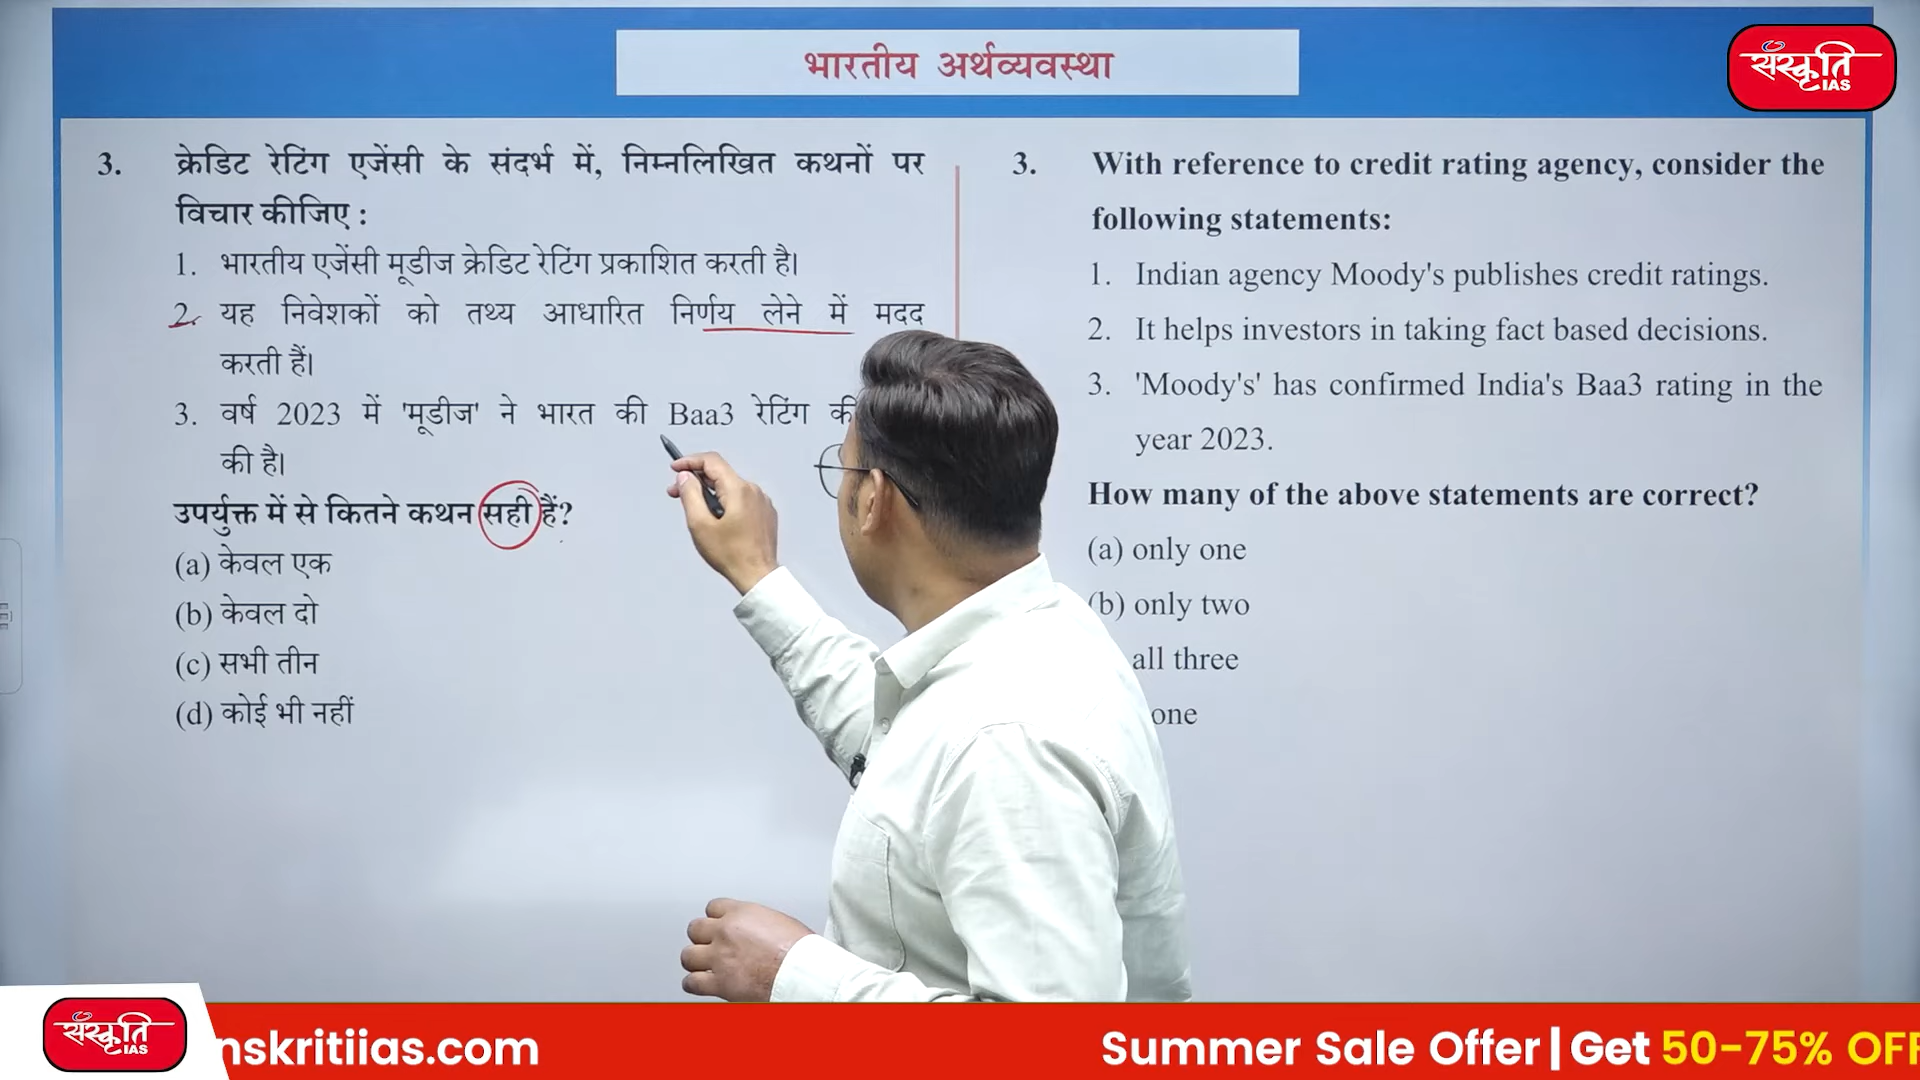 भारतीय अर्थव्यवस्था
संस्कृति
IAS
3. क्रेडिट रेटिंग एजेंसी के संदर्भ में, निम्नलिखित कथनों पर
विचार कीजिए :
1. भारतीय एजेंसी मूडीज क्रेडिट रेटिंग प्रकाशित करती है।
2. यह निवेशकों को तथ्य आधारित निर्णय लेने में मदद
करती हैं।
3. वर्ष 2023 में 'मूडीज' ने भारत की Baa3 रेटिंग की
की है।
उपर्युक्त में से कितने कथन सही हैं?
(a) केवल एक
(b) केवल दो
(c) सभी तीन
(d) कोई भी नहीं
3. With reference to credit rating agency, consider the
following statements:
1. Indian agency Moody's publishes credit ratings.
2. It helps investors in taking fact based decisions.
3. 'Moody's' has confirmed India's Baa3 rating in the
year 2023.
How many of the above statements are correct?
(a) only one
(b) only two
all three
one
संस्कृति
IAS
nskritiias.com
Summer Sale Offer | Get 50-75% OFF